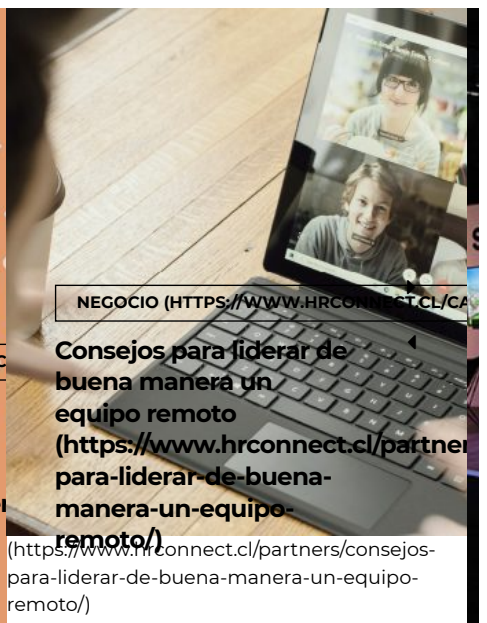 NEGOCIO (HTTPS://WWW.HRCONNECT.CL/CA
Consejos para liderar de
buena manera un
equipo remoto
(https://www.hrconnect.cl/partner
para-liderar-de-buena-
manera-un-equipo-
remoto/)
(https://www.hrconnect.cl/partners/consejos-
para-liderar-de-buena-manera-un-equipo-
remoto/)